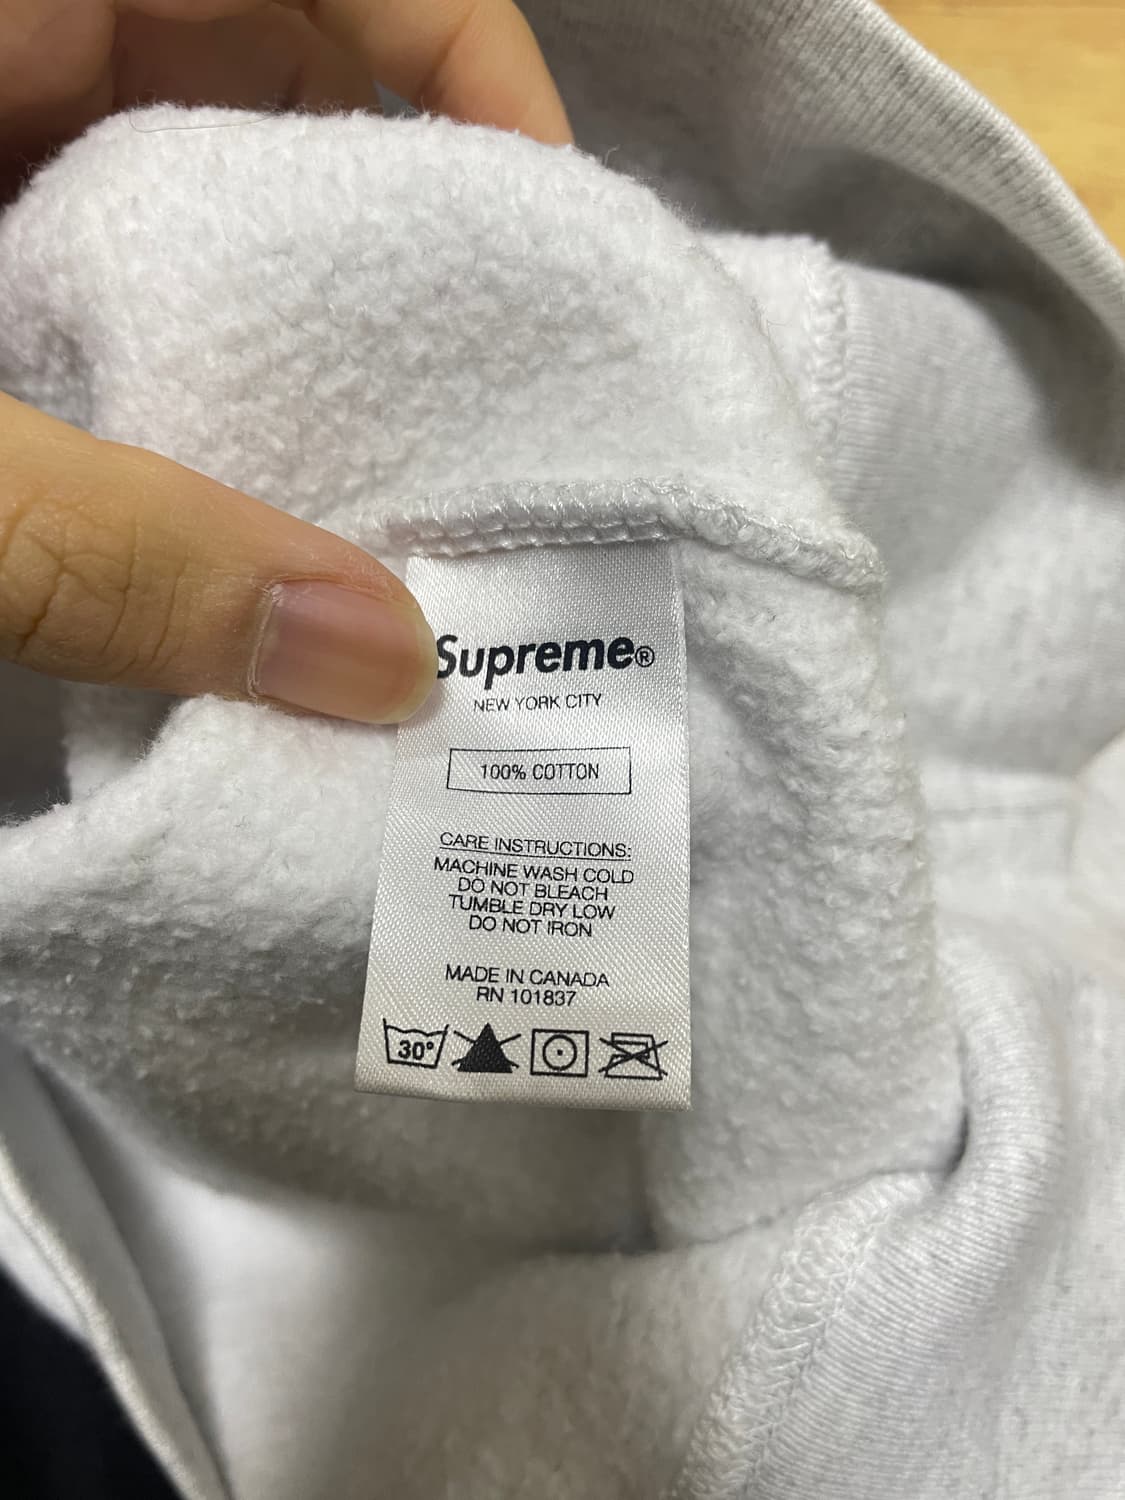 Supreme®
NEW YORK CITY
100% COTTON
CARE INSTRUCTIONS:
MACHINE WASH COLD
DO NOT BLEACH
TUMBLE DRY LOW
DO NOT IRON
MADE IN CANADA
RN 101837
30°